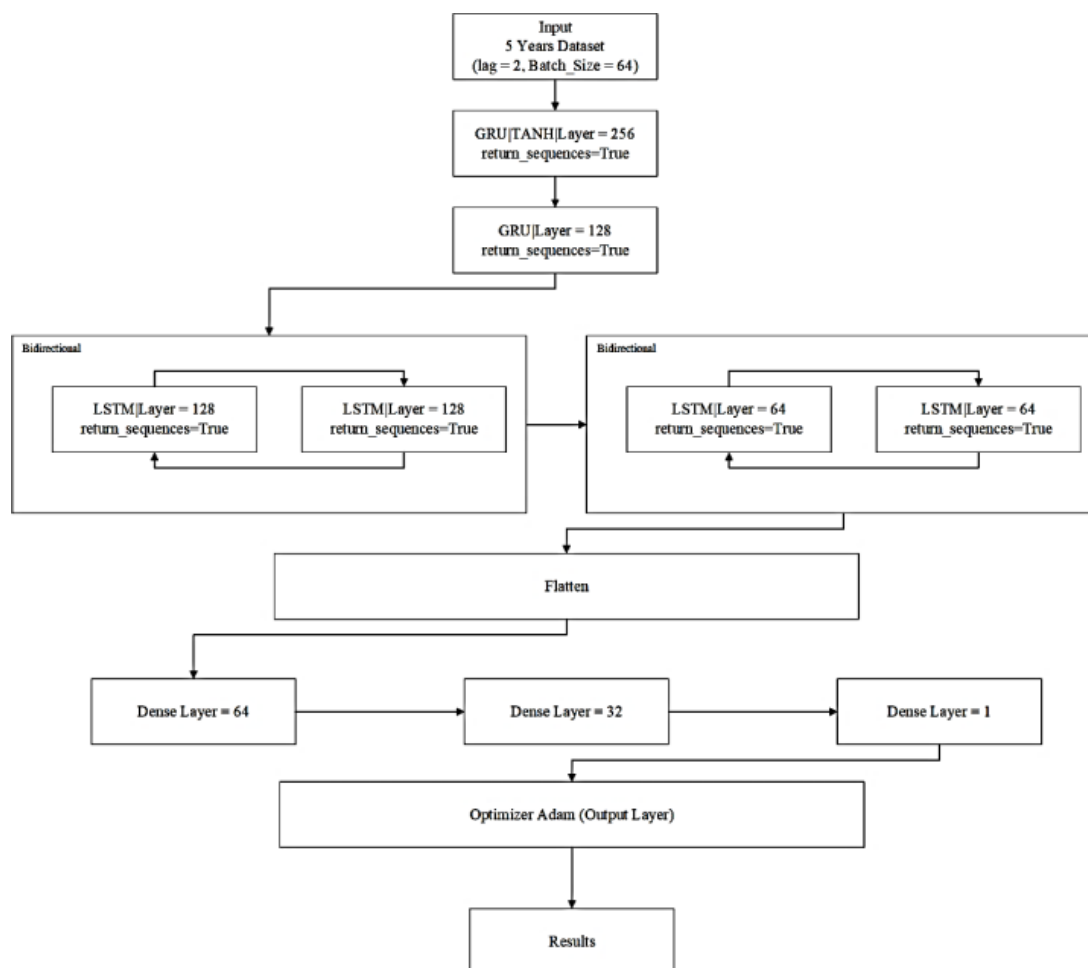 Input
5 Years Dataset
(lag = 2, Batch_Size = 64)
GRU|TANH|Layer = 256
return_sequences=True
GRU|Layer = 128
return_sequences=True
Bidirectional
LSTM|Layer = 128
return_sequences=True
LSTM|Layer = 128
return_sequences=True
Bidirectional
LSTM|Layer = 64
return_sequences=True
LSTM|Layer = 64
return_sequences=True
Flatten
Dense Layer = 64
Dense Layer = 32
Dense Layer = 1
Optimizer Adam (Output Layer)
Results